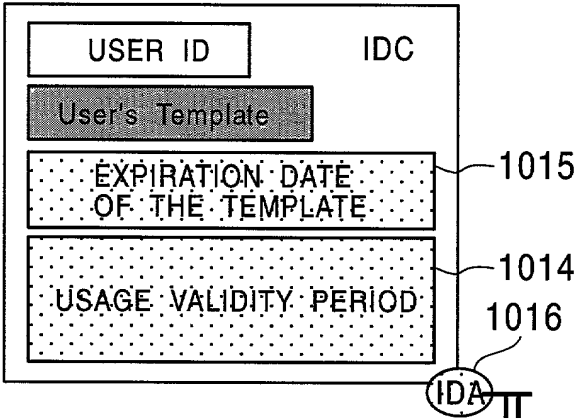 USER ID
IDC
User's Template
EXPIRATION DATE
OF THE TEMPLATE
1015
USAGE VALIDITY PERIOD
1014
1016
IDA